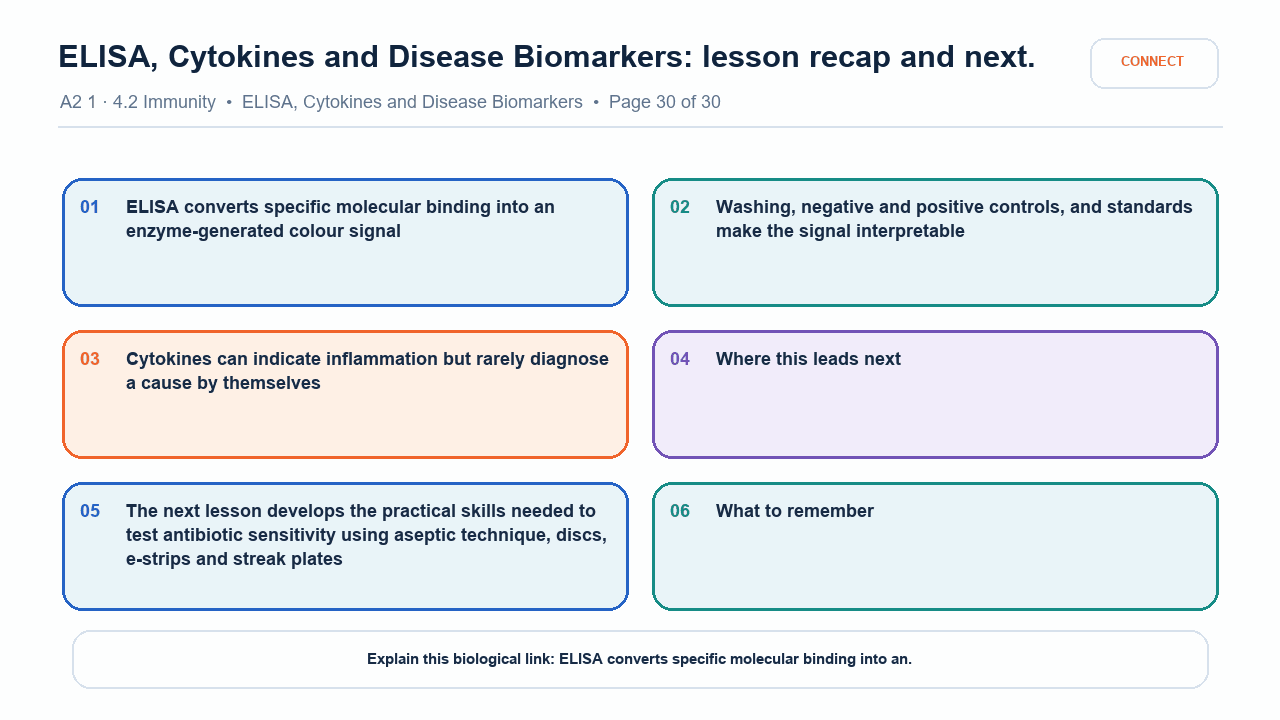 ELISA, Cytokines and Disease Biomarkers: lesson recap and next.
CONNECT
A2 1 · 4.2 Immunity • ELISA, Cytokines and Disease Biomarkers • Page 30 of 30
01 ELISA converts specific molecular binding into an
enzyme-generated colour signal
02 Washing, negative and positive controls, and standards
make the signal interpretable
03 Cytokines can indicate inflammation but rarely diagnose
a cause by themselves
04 Where this leads next
05 The next lesson develops the practical skills needed to
test antibiotic sensitivity using aseptic technique, discs,
e-strips and streak plates
06 What to remember
Explain this biological link: ELISA converts specific molecular binding into an.